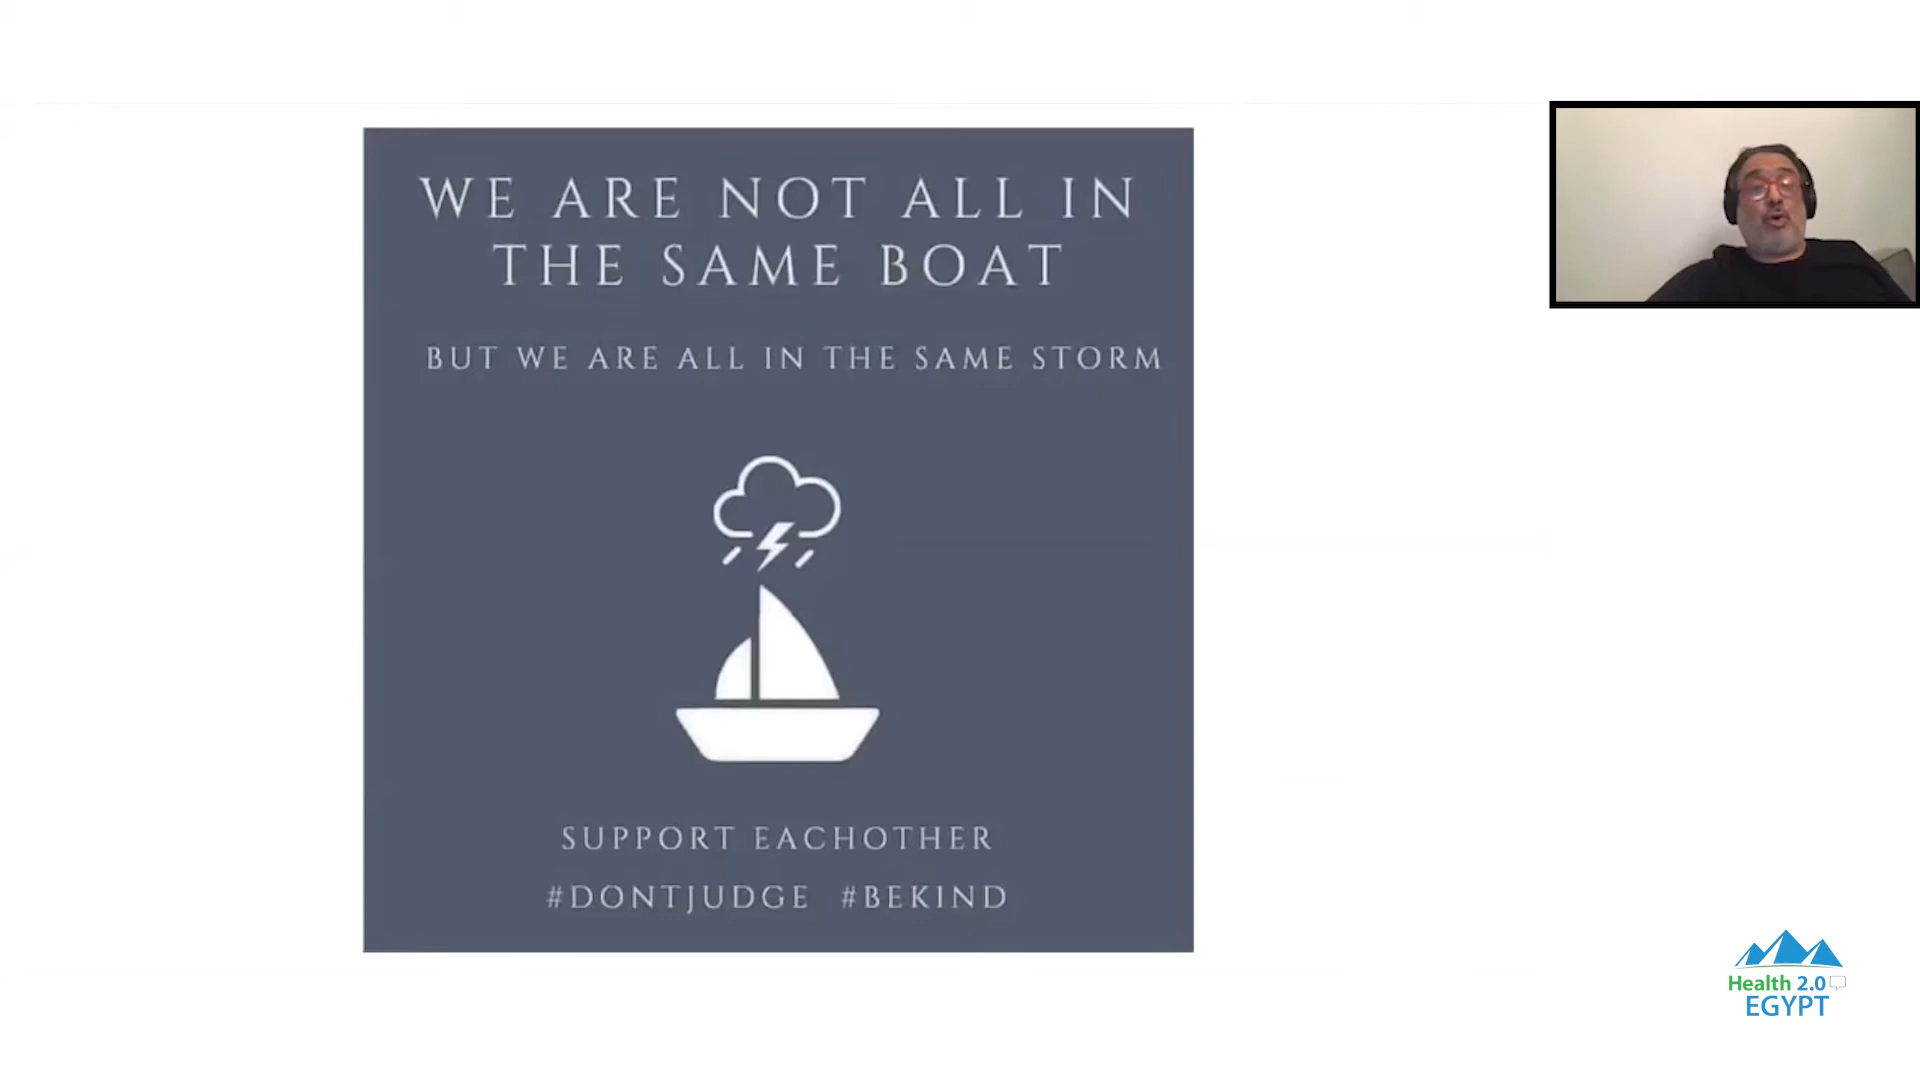 WE ARE NOT ALL IN
THE SAME BOAT
BUT WE ARE ALL IN THE SAME STORM
SUPPORT EACHOTHER
#DONTJUDGE #BEKIND
Health 2.0
EGYPT